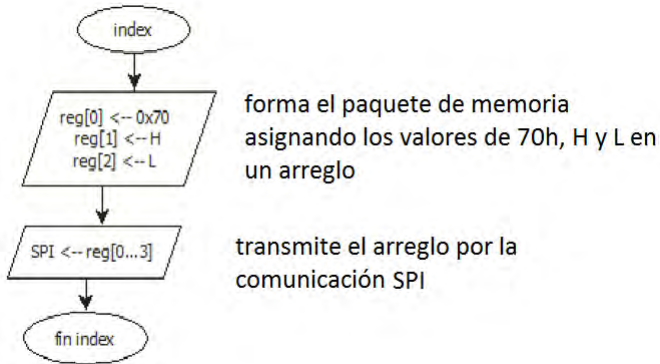 index
reg[0] <-- 0x70
reg[1] <-- H
reg[2] <-- L
forma el paquete de memoria
asignando los valores de 70h, H y L en
un arreglo
SPI <-- reg[0...3]
transmite el arreglo por la
comunicación SPI
fin index